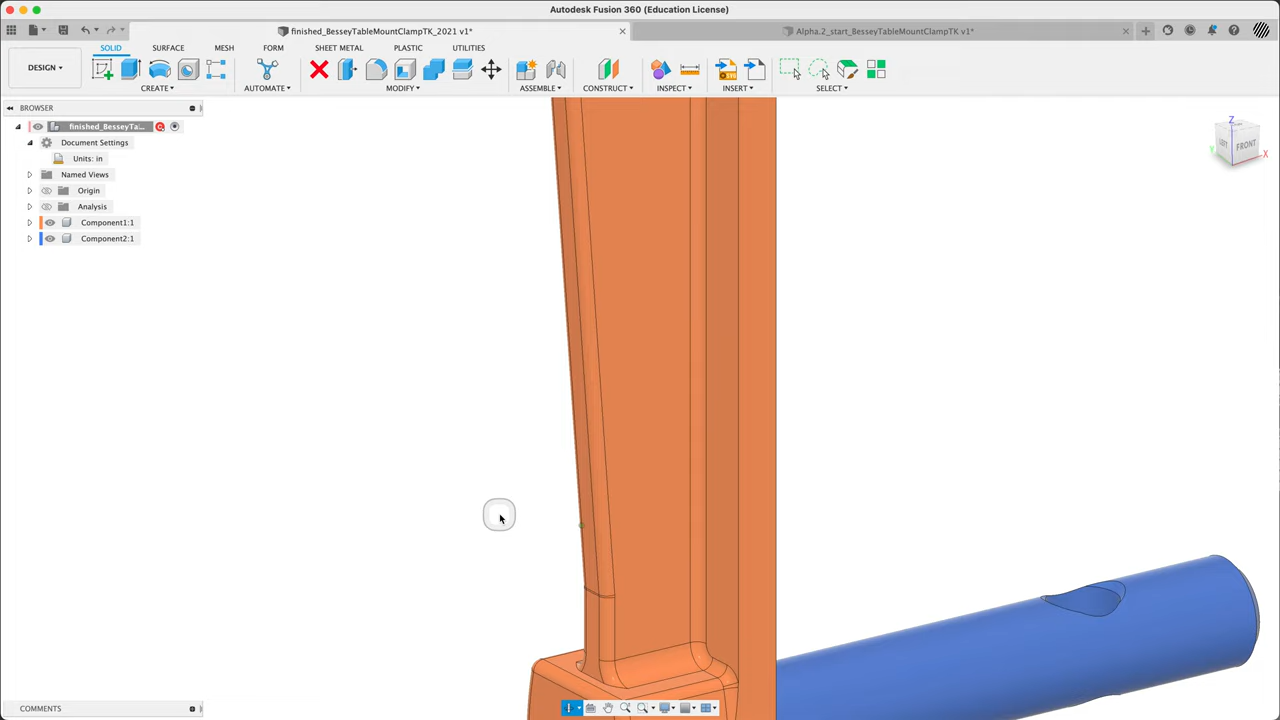 Autodesk Fusion 360 (Education License)
finished_BesseyTableMountClampTK_2021 v1*
Alpha.2_start_BesseyTableMountClampTK v1*
SOLID SURFACE MESH FORM SHEET METAL PLASTIC UTILITIES
DESIGN
CREATE AUTOMATE MODIFY ASSEMBLE CONSTRUCT INSPECT INSERT SELECT
BROWSER
finished_BesseyTa...
Document Settings
Units: in
Named Views
Origin
Analysis
Component1:1
Component2:1
Z
LEFT FRONT
Y X
COMMENTS